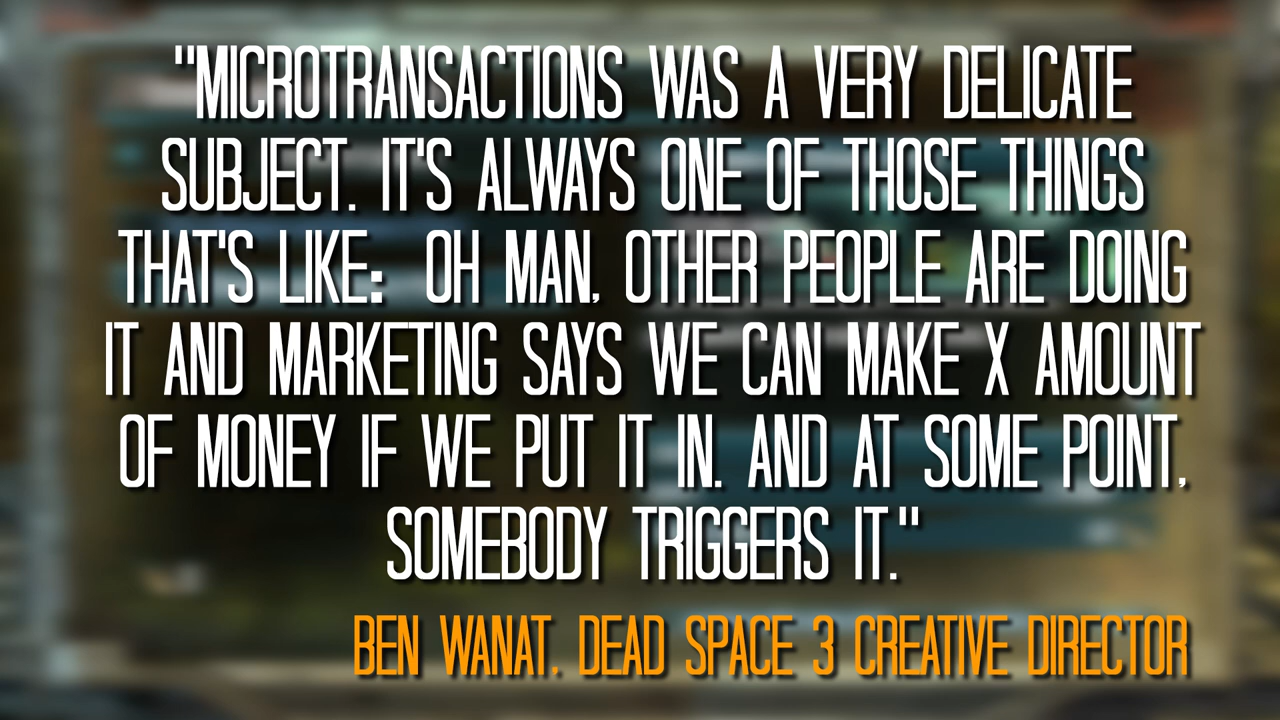 "MICROTRANSACTIONS WAS A VERY DELICATE
SUBJECT. IT'S ALWAYS ONE OF THOSE THINGS
THAT'S LIKE: OH MAN, OTHER PEOPLE ARE DOING
IT AND MARKETING SAYS WE CAN MAKE X AMOUNT
OF MONEY IF WE PUT IT IN. AND AT SOME POINT,
SOMEBODY TRIGGERS IT."
BEN WANAT, DEAD SPACE 3 CREATIVE DIRECTOR